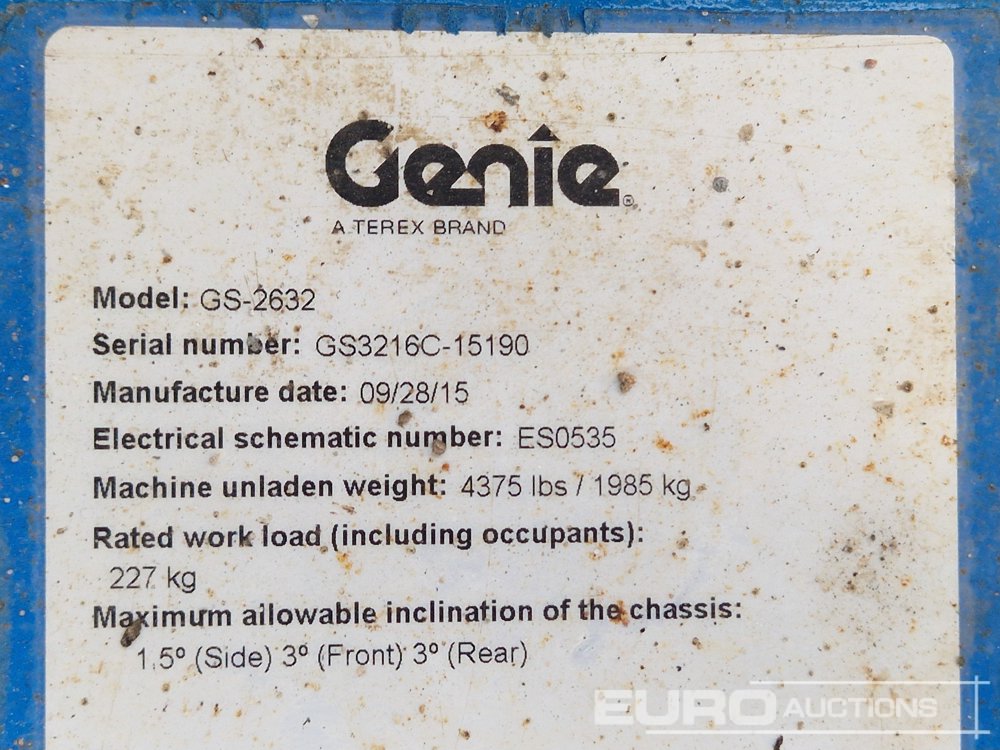 Genie®
A TEREX BRAND
Model: GS-2632
Serial number: GS3216C-15190
Manufacture date: 09/28/15
Electrical schematic number: ES0535
Machine unladen weight: 4375 lbs / 1985 kg
Rated work load (including occupants):
227 kg
Maximum allowable inclination of the chassis:
1.5º (Side) 3º (Front) 3º (Rear)
EURO AUCTIONS